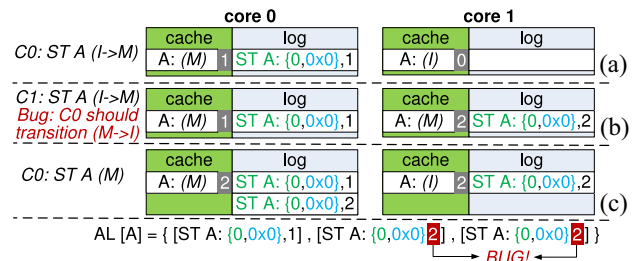 core 0 core 1
cache log cache log
C0: ST A (I->M) A: (M) 1 ST A: {0,0x0},1 A: (I) 0 (a)
C1: ST A (I->M)
Bug: C0 should
transition (M->I)
cache log cache log
A: (M) 1 ST A: {0,0x0},1 A: (M) 2 ST A: {0,0x0},2 (b)
cache log cache log
C0: ST A (M) A: (M) 2 ST A: {0,0x0},1 A: (I) 2 ST A: {0,0x0},2 (c)
ST A: {0,0x0},2
AL [A] = { [ST A: {0,0x0},1] , [ST A: {0,0x0} 2] , [ST A: {0,0x0} 2] }
BUG!